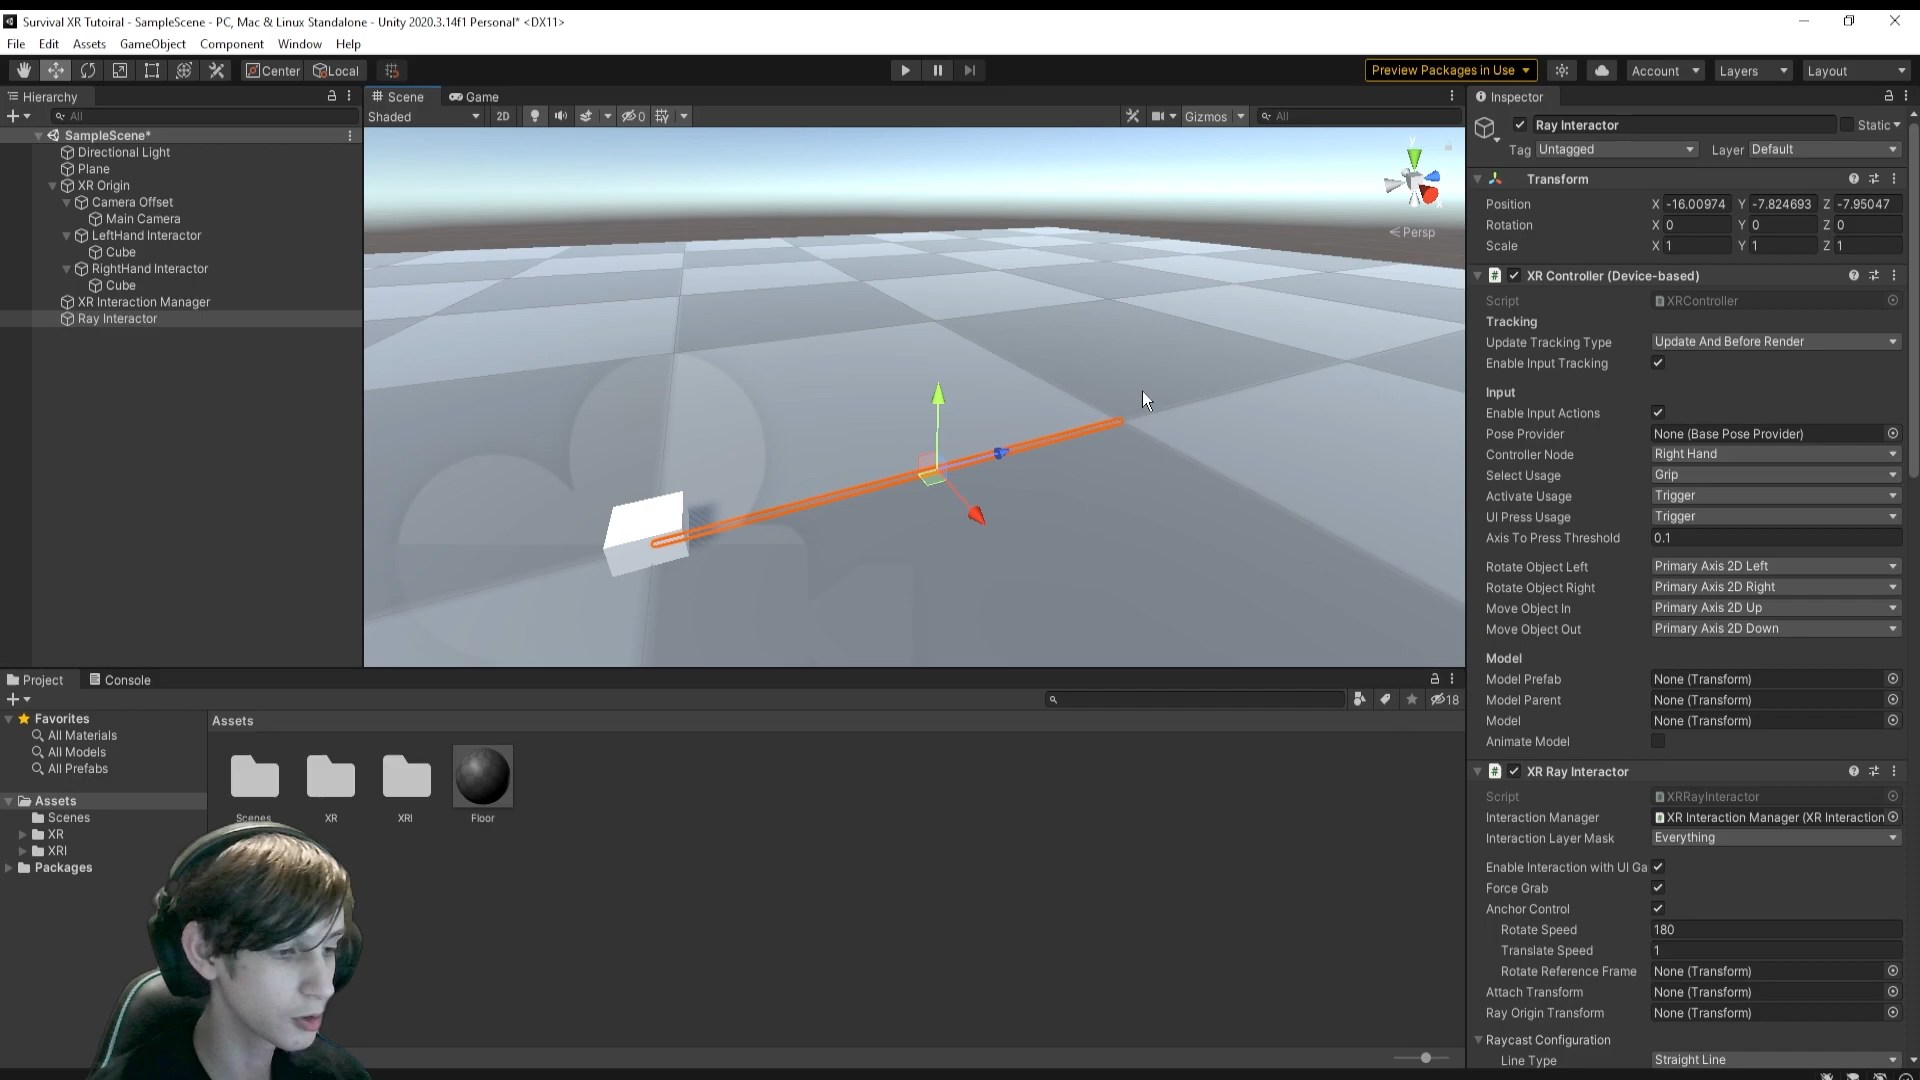 Survival XR Tutoiral - SampleScene - PC, Mac & Linux Standalone - Unity 2020.3.14f1 Personal* <DX11>
File Edit Assets GameObject Component Window Help
Center Local Preview Packages in Use Account Layers Layout
Hierarchy
All
SampleScene*
Directional Light
Plane
XR Origin
Camera Offset
Main Camera
LeftHand Interactor
Cube
RightHand Interactor
Cube
XR Interaction Manager
Ray Interactor
Scene Game
Shaded 2D 0 Gizmos All
y
x
Persp
Inspector
Ray Interactor Static
Tag Untagged Layer Default
Transform
Position X -16.00974 Y -7.824693 Z -7.95047
Rotation X 0 Y 0 Z 0
Scale X 1 Y 1 Z 1
XR Controller (Device-based)
Script XRController
Tracking
Update Tracking Type Update And Before Render
Enable Input Tracking
Input
Enable Input Actions
Pose Provider None (Base Pose Provider)
Controller Node Right Hand
Select Usage Grip
Activate Usage Trigger
UI Press Usage Trigger
Axis To Press Threshold 0.1
Rotate Object Left Primary Axis 2D Left
Rotate Object Right Primary Axis 2D Right
Move Object In Primary Axis 2D Up
Move Object Out Primary Axis 2D Down
Model
Model Prefab None (Transform)
Model Parent None (Transform)
Model None (Transform)
Animate Model
XR Ray Interactor
Script XRRayInteractor
Interaction Manager XR Interaction Manager (XR Interaction
Interaction Layer Mask Everything
Enable Interaction with UI Ga
Force Grab
Anchor Control
Rotate Speed 180
Translate Speed 1
Rotate Reference Frame None (Transform)
Attach Transform None (Transform)
Ray Origin Transform None (Transform)
Raycast Configuration
Line Type Straight Line
Project Console
18
Favorites
All Materials
All Models
All Prefabs
Assets
Scenes
XR
XRI
Packages
Assets
Scenes XR XRI Floor